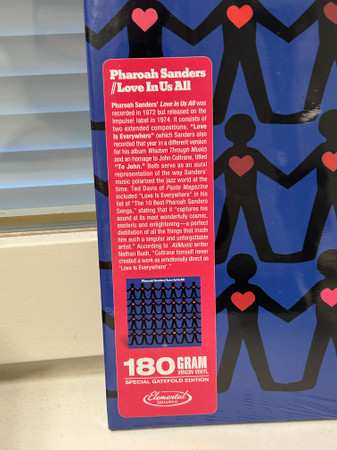 Pharoah Sanders
//Love In Us All
Pharoah Sanders' Love In Us All was
recorded in 1972 but released on the
Impulse! label in 1974. It consists of
two extended compositions, "Love
is Everywhere" (which Sanders also
recorded that year in a different version
for his album Wisdom Through Music)
and an homage to John Coltrane, titled
"To John." Both serve as an aural
representation of the way Sanders'
music polarized the jazz world at the
time. Ted Davis of Paste Magazine
included "Love is Everywhere" in his
list of "The 10 Best Pharoah Sanders
Songs," stating that it "captures his
sound at its most wonderfully cosmic,
esoteric and enlightening—a perfect
distillation of all the things that made
him such a singular and unforgettable
artist." According to AllMusic writer
Nathan Bush, "Coltrane himself never
created a work as emotionally direct as
'Love Is Everywhere'."
Pharoah Sanders/Love In Us All
180 GRAM
VIRGIN VINYL
SPECIAL GATEFOLD EDITION
Elemental